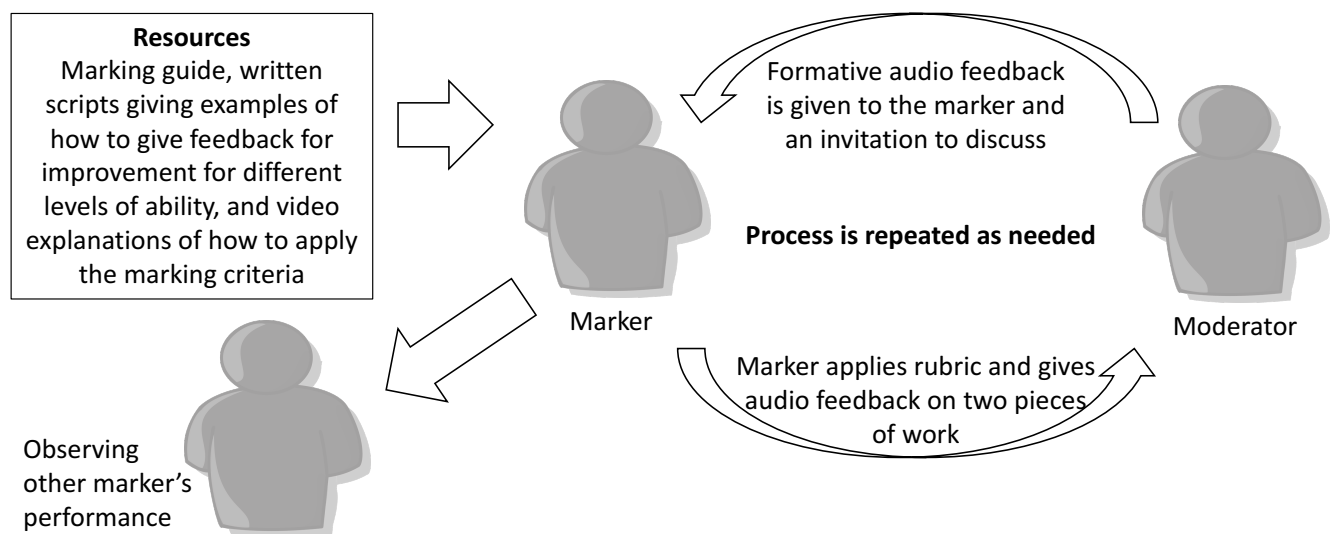 Resources
Marking guide, written
scripts giving examples of
how to give feedback for
improvement for different
levels of ability, and video
explanations of how to apply
the marking criteria
Formative audio feedback
is given to the marker and
an invitation to discuss
Process is repeated as needed
Marker
Moderator
Marker applies rubric and gives
audio feedback on two pieces
of work
Observing
other marker's
performance